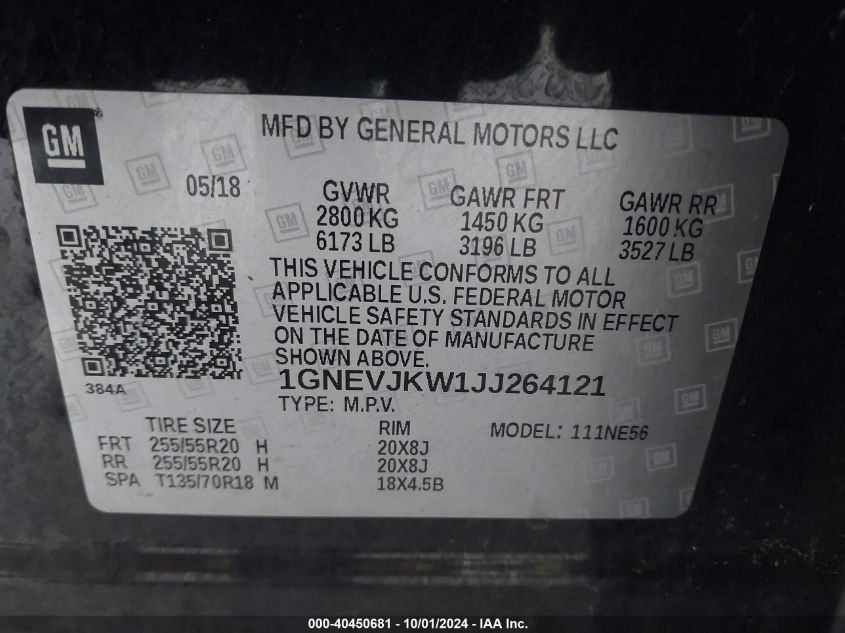 GM
MFD BY GENERAL MOTORS LLC
05/18
GVWR GAWR FRT GAWR RR
2800 KG 1450 KG 1600 KG
6173 LB 3196 LB 3527 LB
THIS VEHICLE CONFORMS TO ALL
APPLICABLE U.S. FEDERAL MOTOR
VEHICLE SAFETY STANDARDS IN EFFECT
ON THE DATE OF MANUFACTURE
SHOWN ABOVE.
384A
1GNEVJKW1JJ264121
TYPE: M.P.V.
TIRE SIZE RIM MODEL: 111NE56
FRT 255/55R20 H 20X8J
RR 255/55R20 H 20X8J
SPA T135/70R18 M 18X4.5B
000-40450681 - 10/01/2024 - IAA Inc.